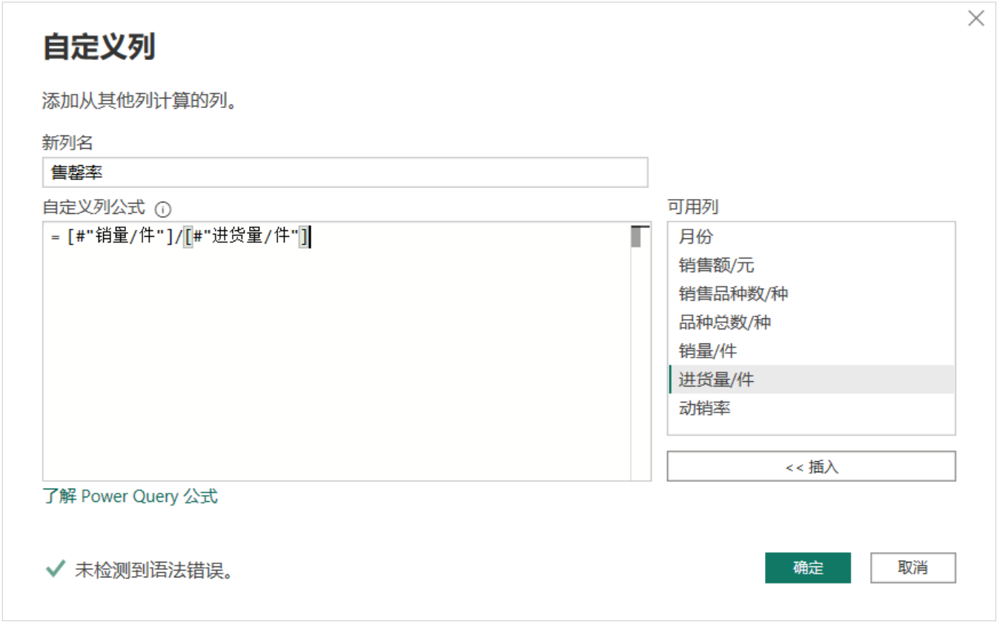 自定义列
添加从其他列计算的列。
新列名
售罄率
自定义列公式
可用列
= [#"销量/件"]/[#"进货量/件"]
月份
销售额/元
销售品种数/种
品种总数/种
销量/件
进货量/件
动销率
<< 插入
了解 Power Query 公式
未检测到语法错误。
确定
取消